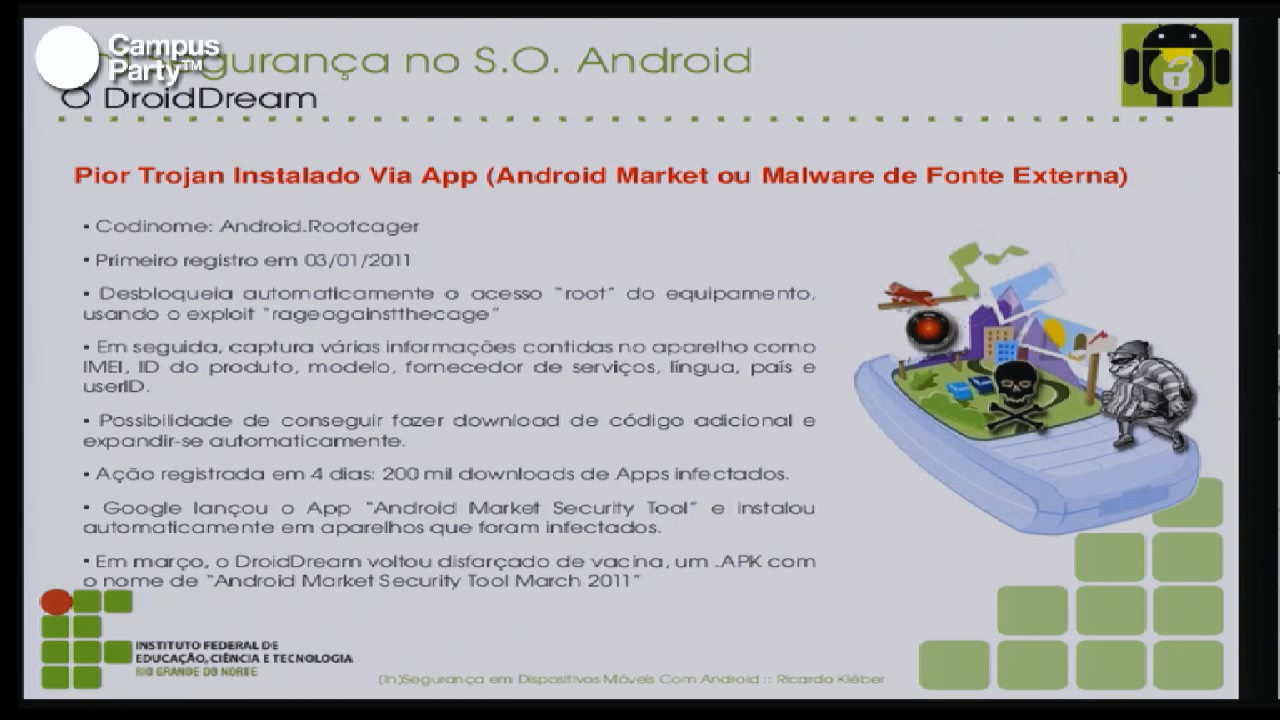 Campus
Party™
Segurança no S.O. Android
O DroidDream
Pior Trojan Instalado Via App (Android Market ou Malware de Fonte Externa)
• Codinome: Android.Rootcager
• Primeiro registro em 03/01/2011
• Desbloqueia automaticamente o acesso "root" do equipamento,
usando o exploit "rageagainstthecage"
• Em seguida, captura várias informações contidas no aparelho como
IMEI, ID do produto, modelo, fornecedor de serviços, língua, país e
userID.
• Possibilidade de conseguir fazer download de código adicional e
expandir-se automaticamente.
• Ação registrada em 4 dias: 200 mil downloads de Apps infectados.
• Google lançou o App "Android Market Security Tool" e instalou
automaticamente em aparelhos que foram infectados.
• Em março, o DroidDream voltou disfarçado de vacina, um .APK com
o nome de "Android Market Security Tool March 2011"
INSTITUTO FEDERAL DE
EDUCAÇÃO, CIÊNCIA E TECNOLOGIA
RIO GRANDE DO NORTE
(In)Segurança em Dispositivos Móveis Com Android :: Ricardo Kléber